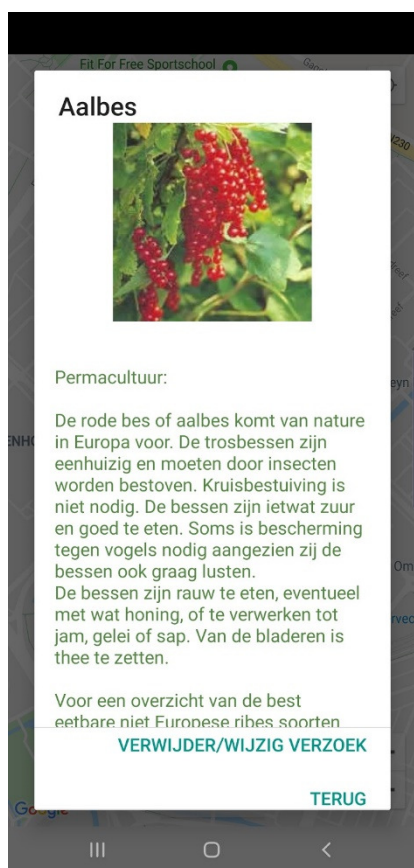 Fit For Free Sportschool
Aalbes
Permacultuur:
De rode bes of aalbes komt van nature
in Europa voor. De trosbessen zijn
eenhuizig en moeten door insecten
worden bestoven. Kruisbestuiving is
niet nodig. De bessen zijn ietwat zuur
en goed te eten. Soms is bescherming
tegen vogels nodig aangezien zij de
bessen ook graag lusten.
De bessen zijn rauw te eten, eventueel
met wat honing, of te verwerken tot
jam, gelei of sap. Van de bladeren is
thee te zetten.
Voor een overzicht van de best
eetbare niet Europese ribes soorten
VERWIJDER/WIJZIG VERZOEK
TERUG
Google